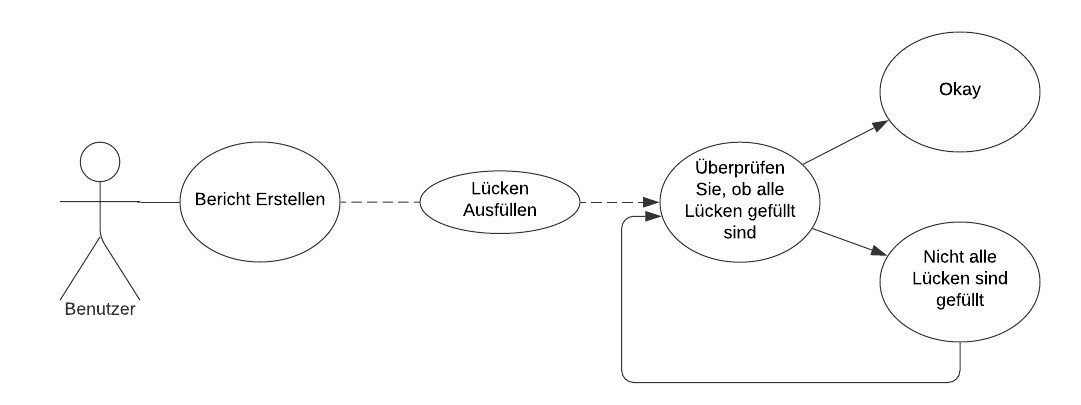 Okay
Bericht Erstellen
Lücken
Ausfüllen
Überprüfen
Sie, ob alle
Lücken gefüllt
sind
Nicht alle
Lücken sind
gefüllt
Benutzer